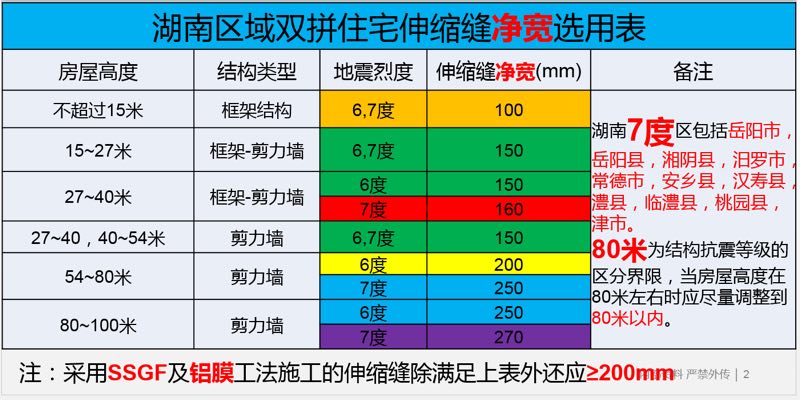 湖南区域双拼住宅伸缩缝净宽选用表
房屋高度 结构类型 地震烈度 伸缩缝净宽(mm) 备注
不超过15米 框架结构 6,7度 100
15~27米 框架-剪力墙 6,7度 150
27~40米 框架-剪力墙 6度 150
7度 160
27~40，40~54米 剪力墙 6,7度 150
54~80米 剪力墙 6度 200
7度 250
80~100米 剪力墙 6度 250
7度 270
湖南7度区包括岳阳市，
岳阳县，湘阴县，汨罗市，
常德市，安乡县，汉寿县，
澧县，临澧县，桃园县，
津市。
80米为结构抗震等级的
区分界限，当房屋高度在
80米左右时应尽量调整到
80米以内。
注：采用SSGF及铝膜工法施工的伸缩缝除满足上表外还应≥200mm
料 严禁外传 | 2